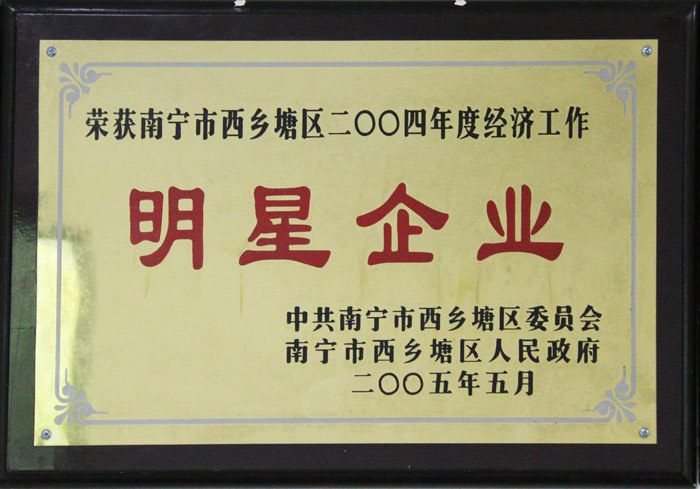 荣获南宁市西乡塘区二〇〇四年度经济工作
明星企业
中共南宁市西乡塘区委员会
南宁市西乡塘区人民政府
二〇〇五年五月